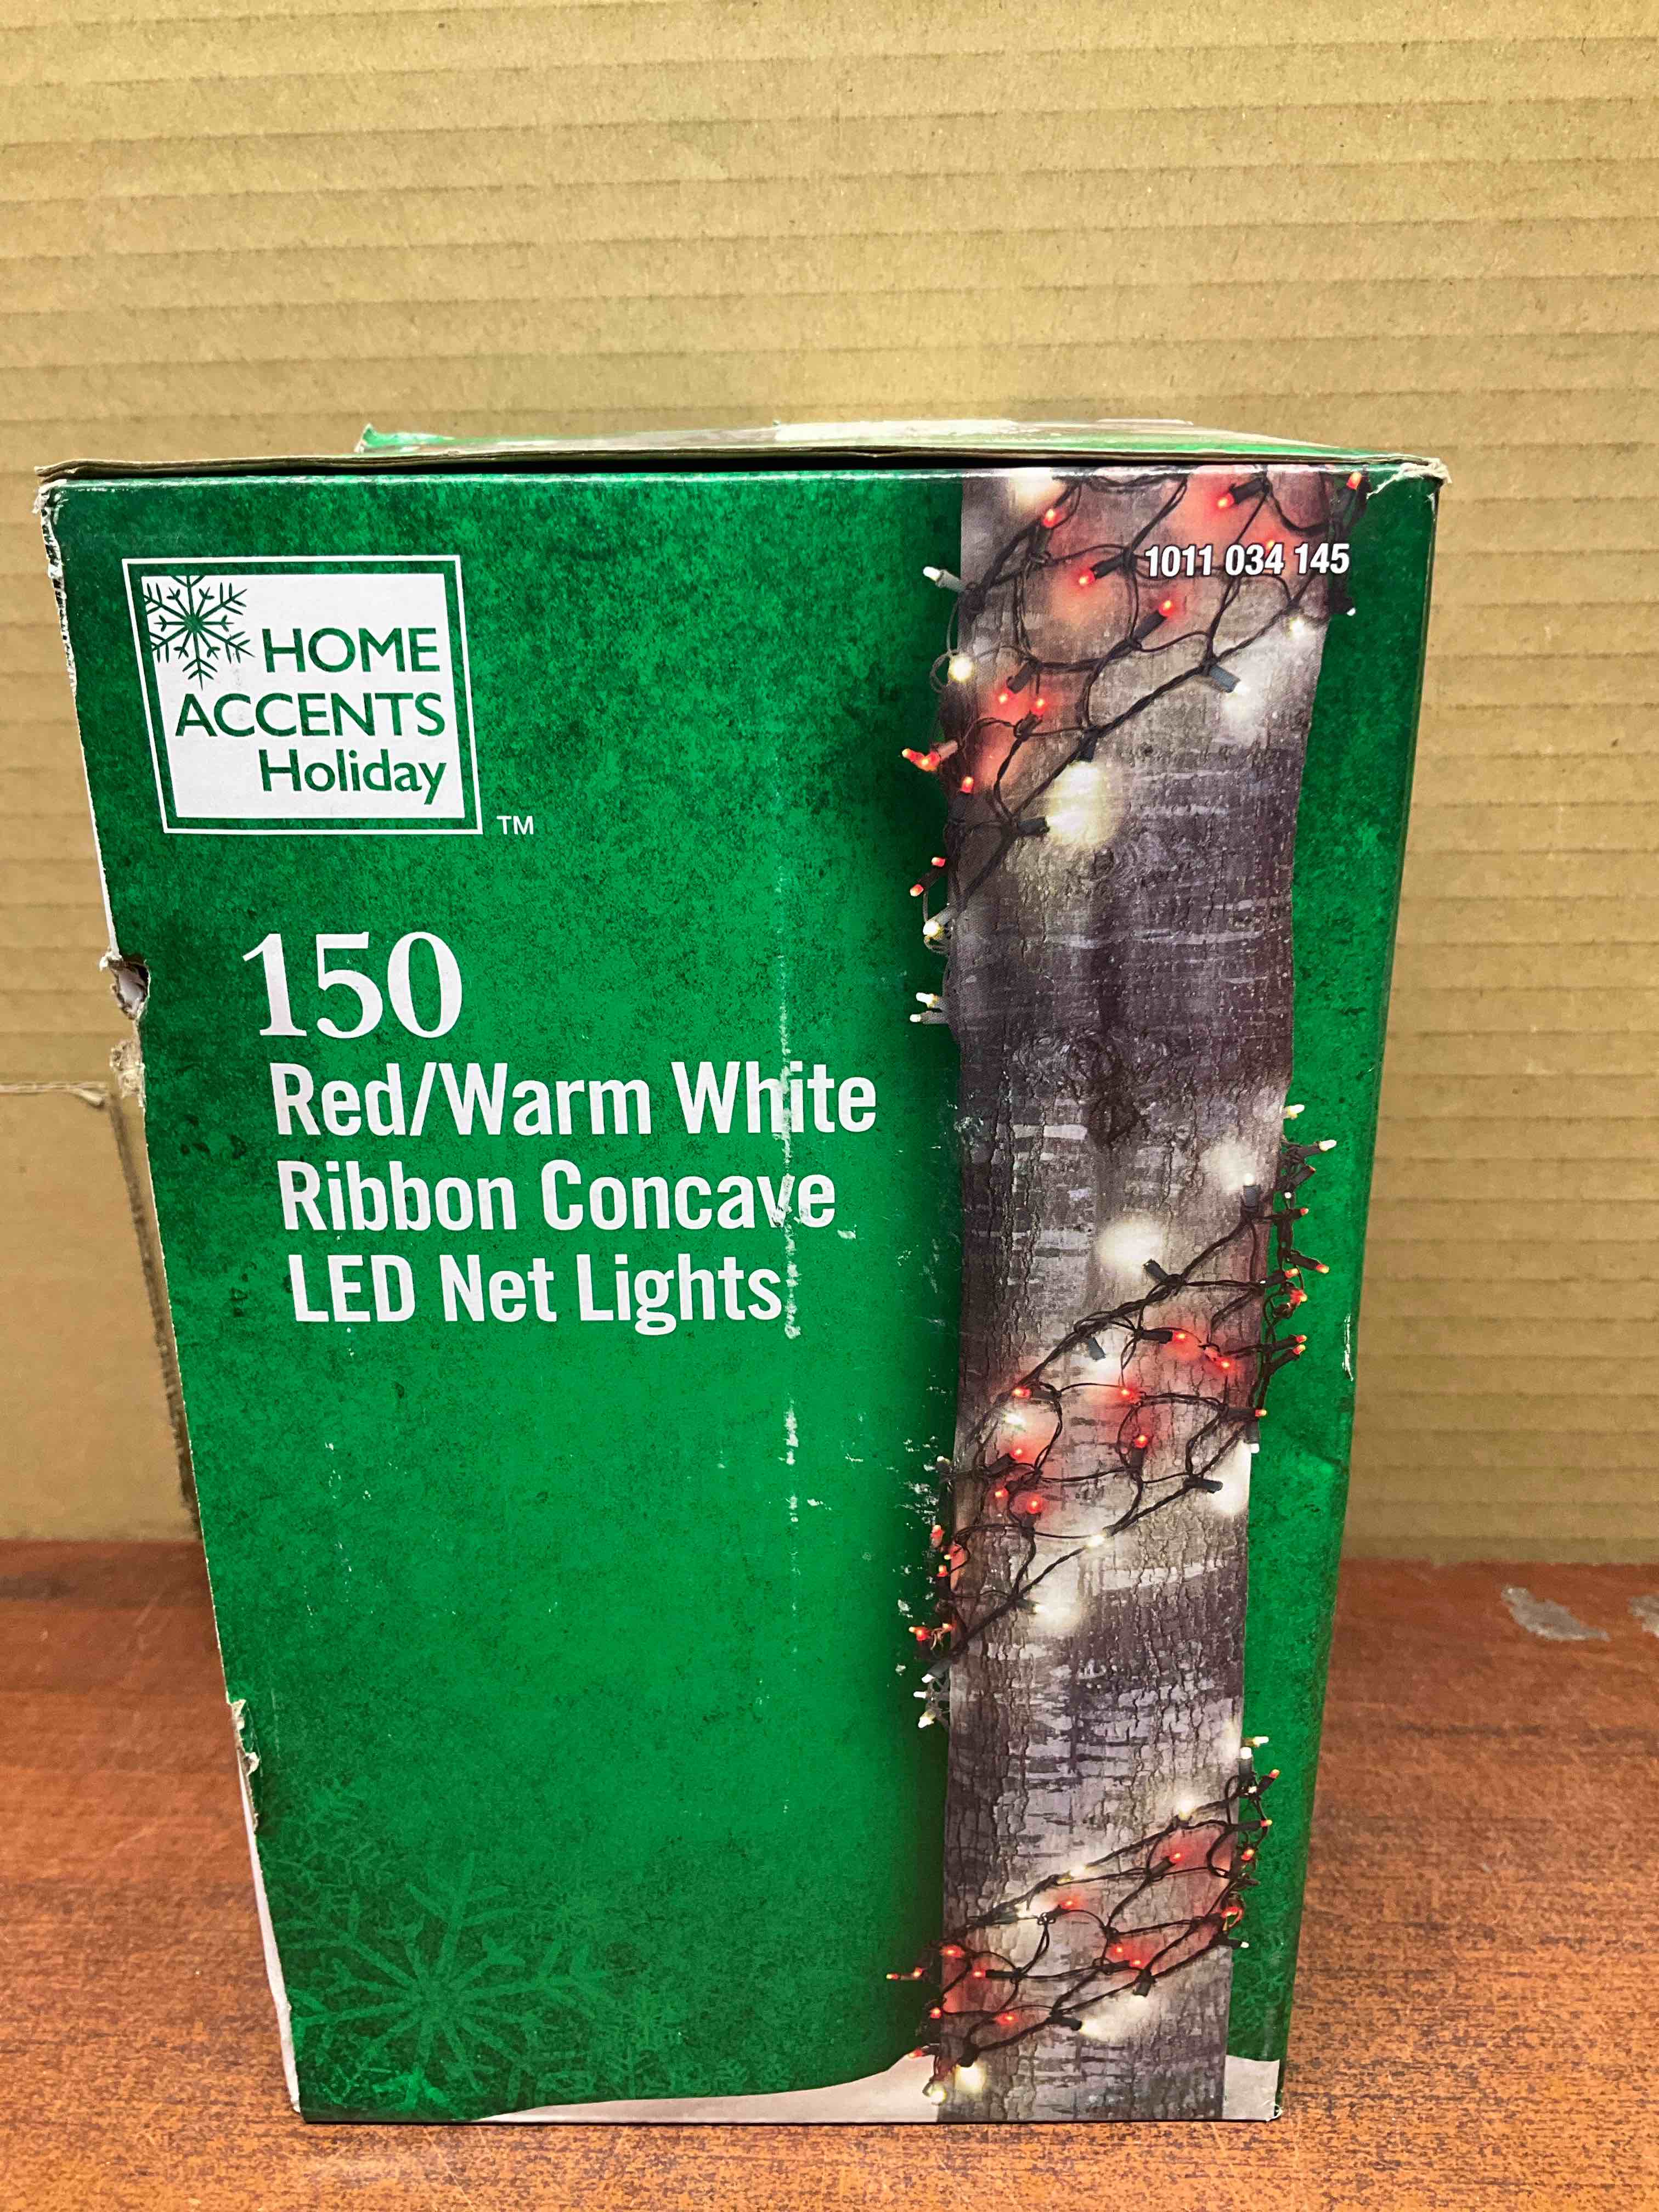 HOME
ACCENTS
Holiday
TM
1011 034 145
150
Red/Warm White
Ribbon Concave
LED Net Lights